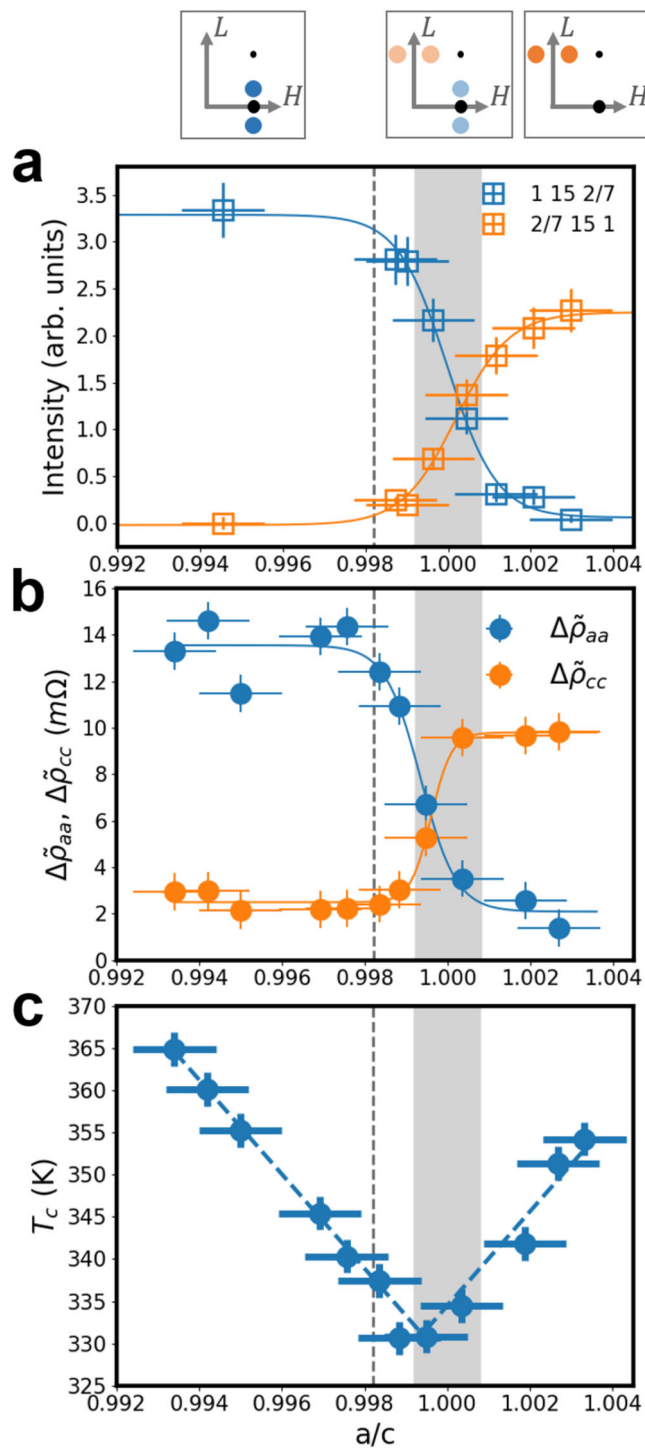 L L L
H H H
a
3.5
3.0
2.5
2.0
1.5
1.0
0.5
0.0
Intensity (arb. units)
1 15 2/7
2/7 15 1
0.992 0.994 0.996 0.998 1.000 1.002 1.004
b
16
14
12
10
8
6
4
2
0
Δρ̃aa, Δρ̃cc (mΩ)
Δρ̃aa
Δρ̃cc
0.992 0.994 0.996 0.998 1.000 1.002 1.004
c
370
365
360
355
350
345
340
335
330
325
Tc (K)
0.992 0.994 0.996 0.998 1.000 1.002 1.004
a/c